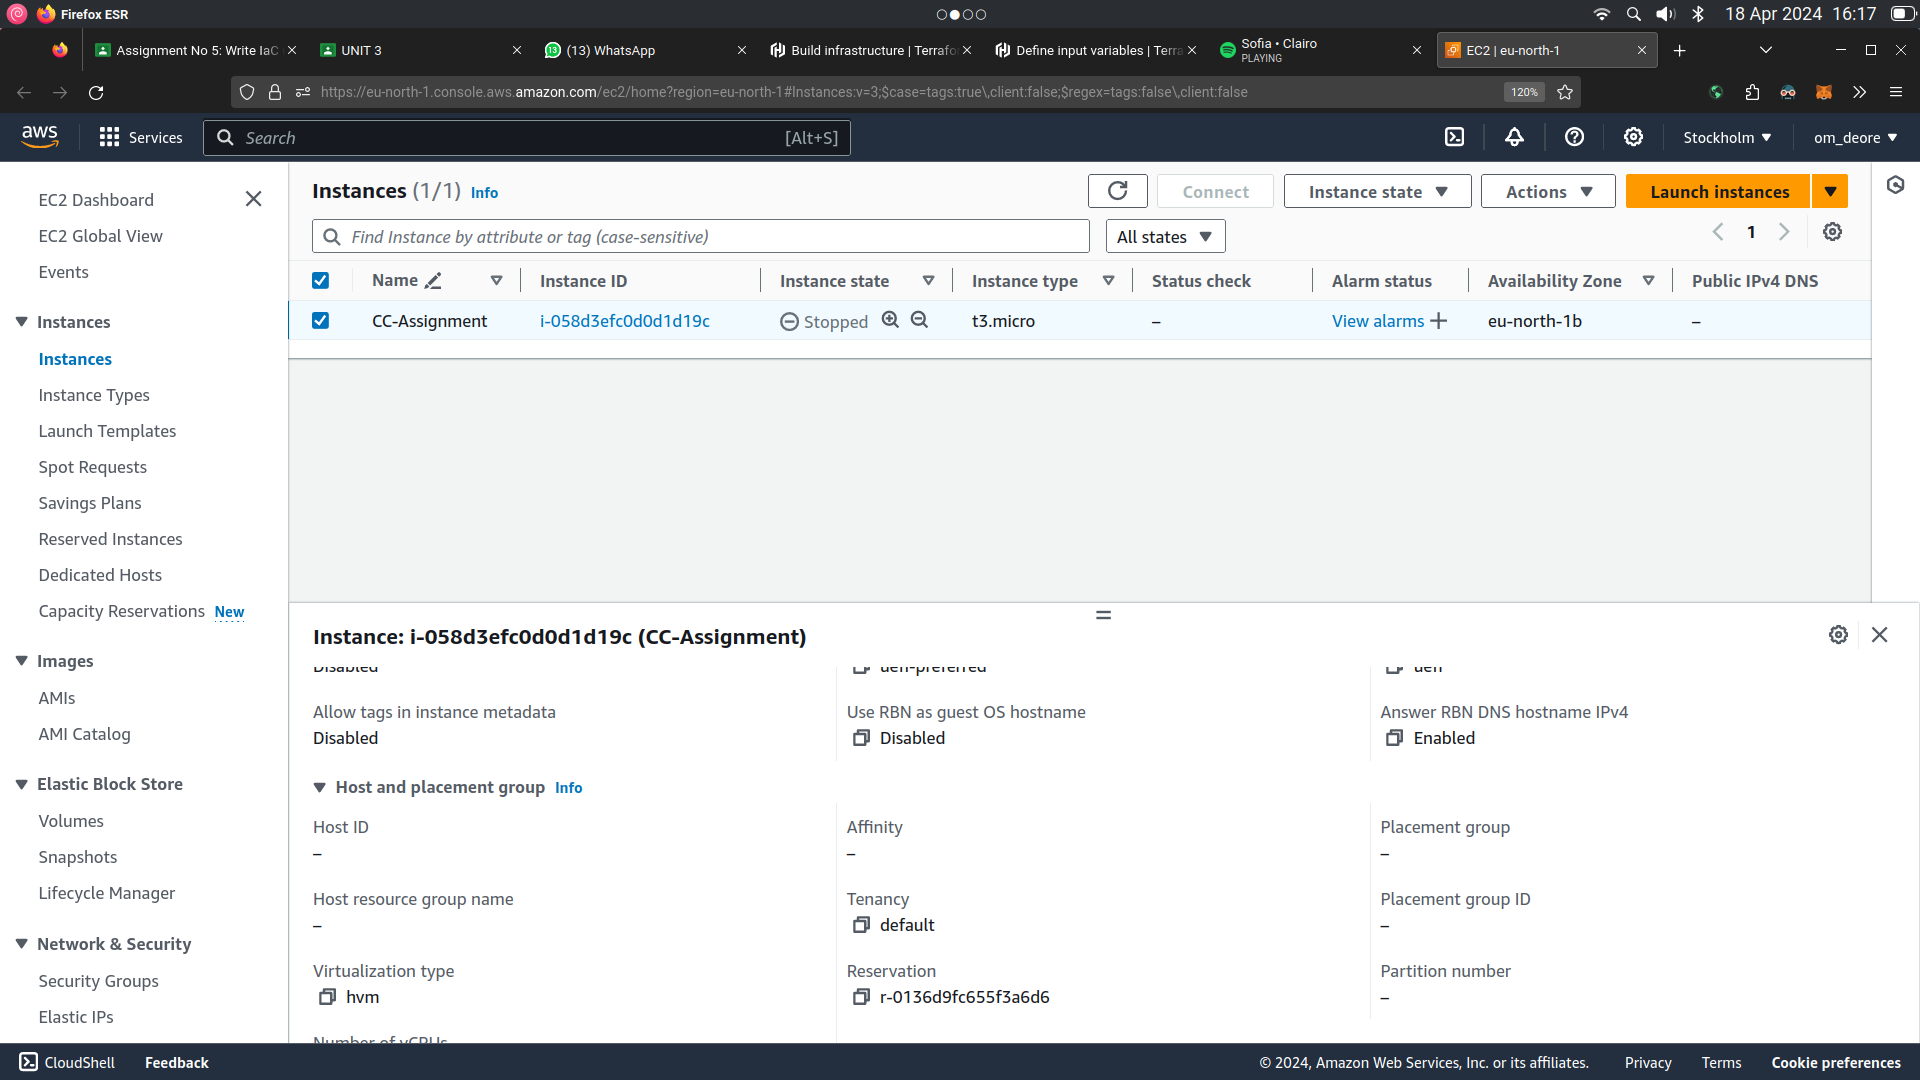 Firefox ESR
18 Apr 2024 16:17
Assignment No 5: Write IaC
UNIT 3
(13) WhatsApp
Build infrastructure | Terrafo
Define input variables | Terra
Sofia • Clairo
PLAYING
EC2 | eu-north-1
https://eu-north-1.console.aws.amazon.com/ec2/home?region=eu-north-1#Instances:v=3;$case=tags:true\,client:false;$regex=tags:false\,client:false
120%
aws
Services
Search
[Alt+S]
Stockholm
om_deore
EC2 Dashboard
EC2 Global View
Events
Instances
Instances
Instance Types
Launch Templates
Spot Requests
Savings Plans
Reserved Instances
Dedicated Hosts
Capacity Reservations New
Images
AMIs
AMI Catalog
Elastic Block Store
Volumes
Snapshots
Lifecycle Manager
Network & Security
Security Groups
Elastic IPs
Instances (1/1) Info
Connect
Instance state
Actions
Launch instances
Find Instance by attribute or tag (case-sensitive)
All states
1
Name Instance ID Instance state Instance type Status check Alarm status Availability Zone Public IPv4 DNS
CC-Assignment i-058d3efc0d0d1d19c Stopped t3.micro – View alarms + eu-north-1b –
Instance: i-058d3efc0d0d1d19c (CC-Assignment)
Disabled uefi-preferred uefi
Allow tags in instance metadata
Disabled
Use RBN as guest OS hostname
Disabled
Answer RBN DNS hostname IPv4
Enabled
Host and placement group Info
Host ID
–
Affinity
–
Placement group
–
Host resource group name
–
Tenancy
default
Placement group ID
–
Virtualization type
hvm
Reservation
r-0136d9fc655f3a6d6
Partition number
–
Number of vCPUs
CloudShell
Feedback
© 2024, Amazon Web Services, Inc. or its affiliates.
Privacy
Terms
Cookie preferences